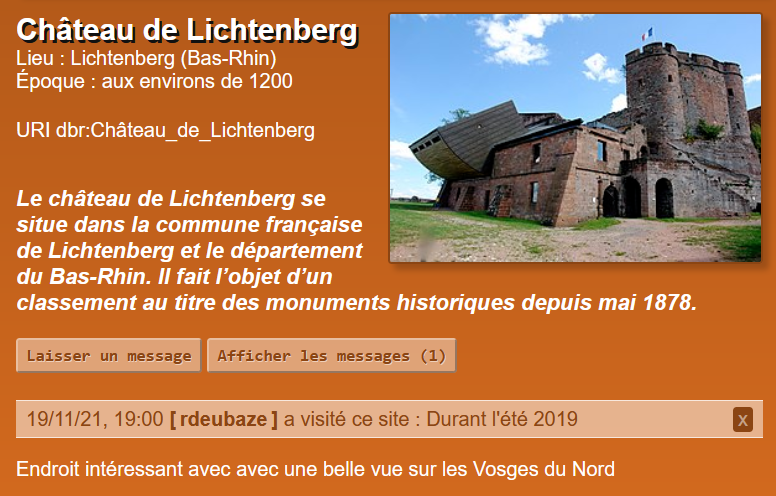 Château de Lichtenberg
Lieu : Lichtenberg (Bas-Rhin)
Époque : aux environs de 1200
URI dbr:Château_de_Lichtenberg
Le château de Lichtenberg se
situe dans la commune française
de Lichtenberg et le département
du Bas-Rhin. Il fait l’objet d’un
classement au titre des monuments historiques depuis mai 1878.
Laisser un message Afficher les messages (1)
19/11/21, 19:00 [ rdeubaze ] a visité ce site : Durant l'été 2019 x
Endroit intéressant avec avec une belle vue sur les Vosges du Nord